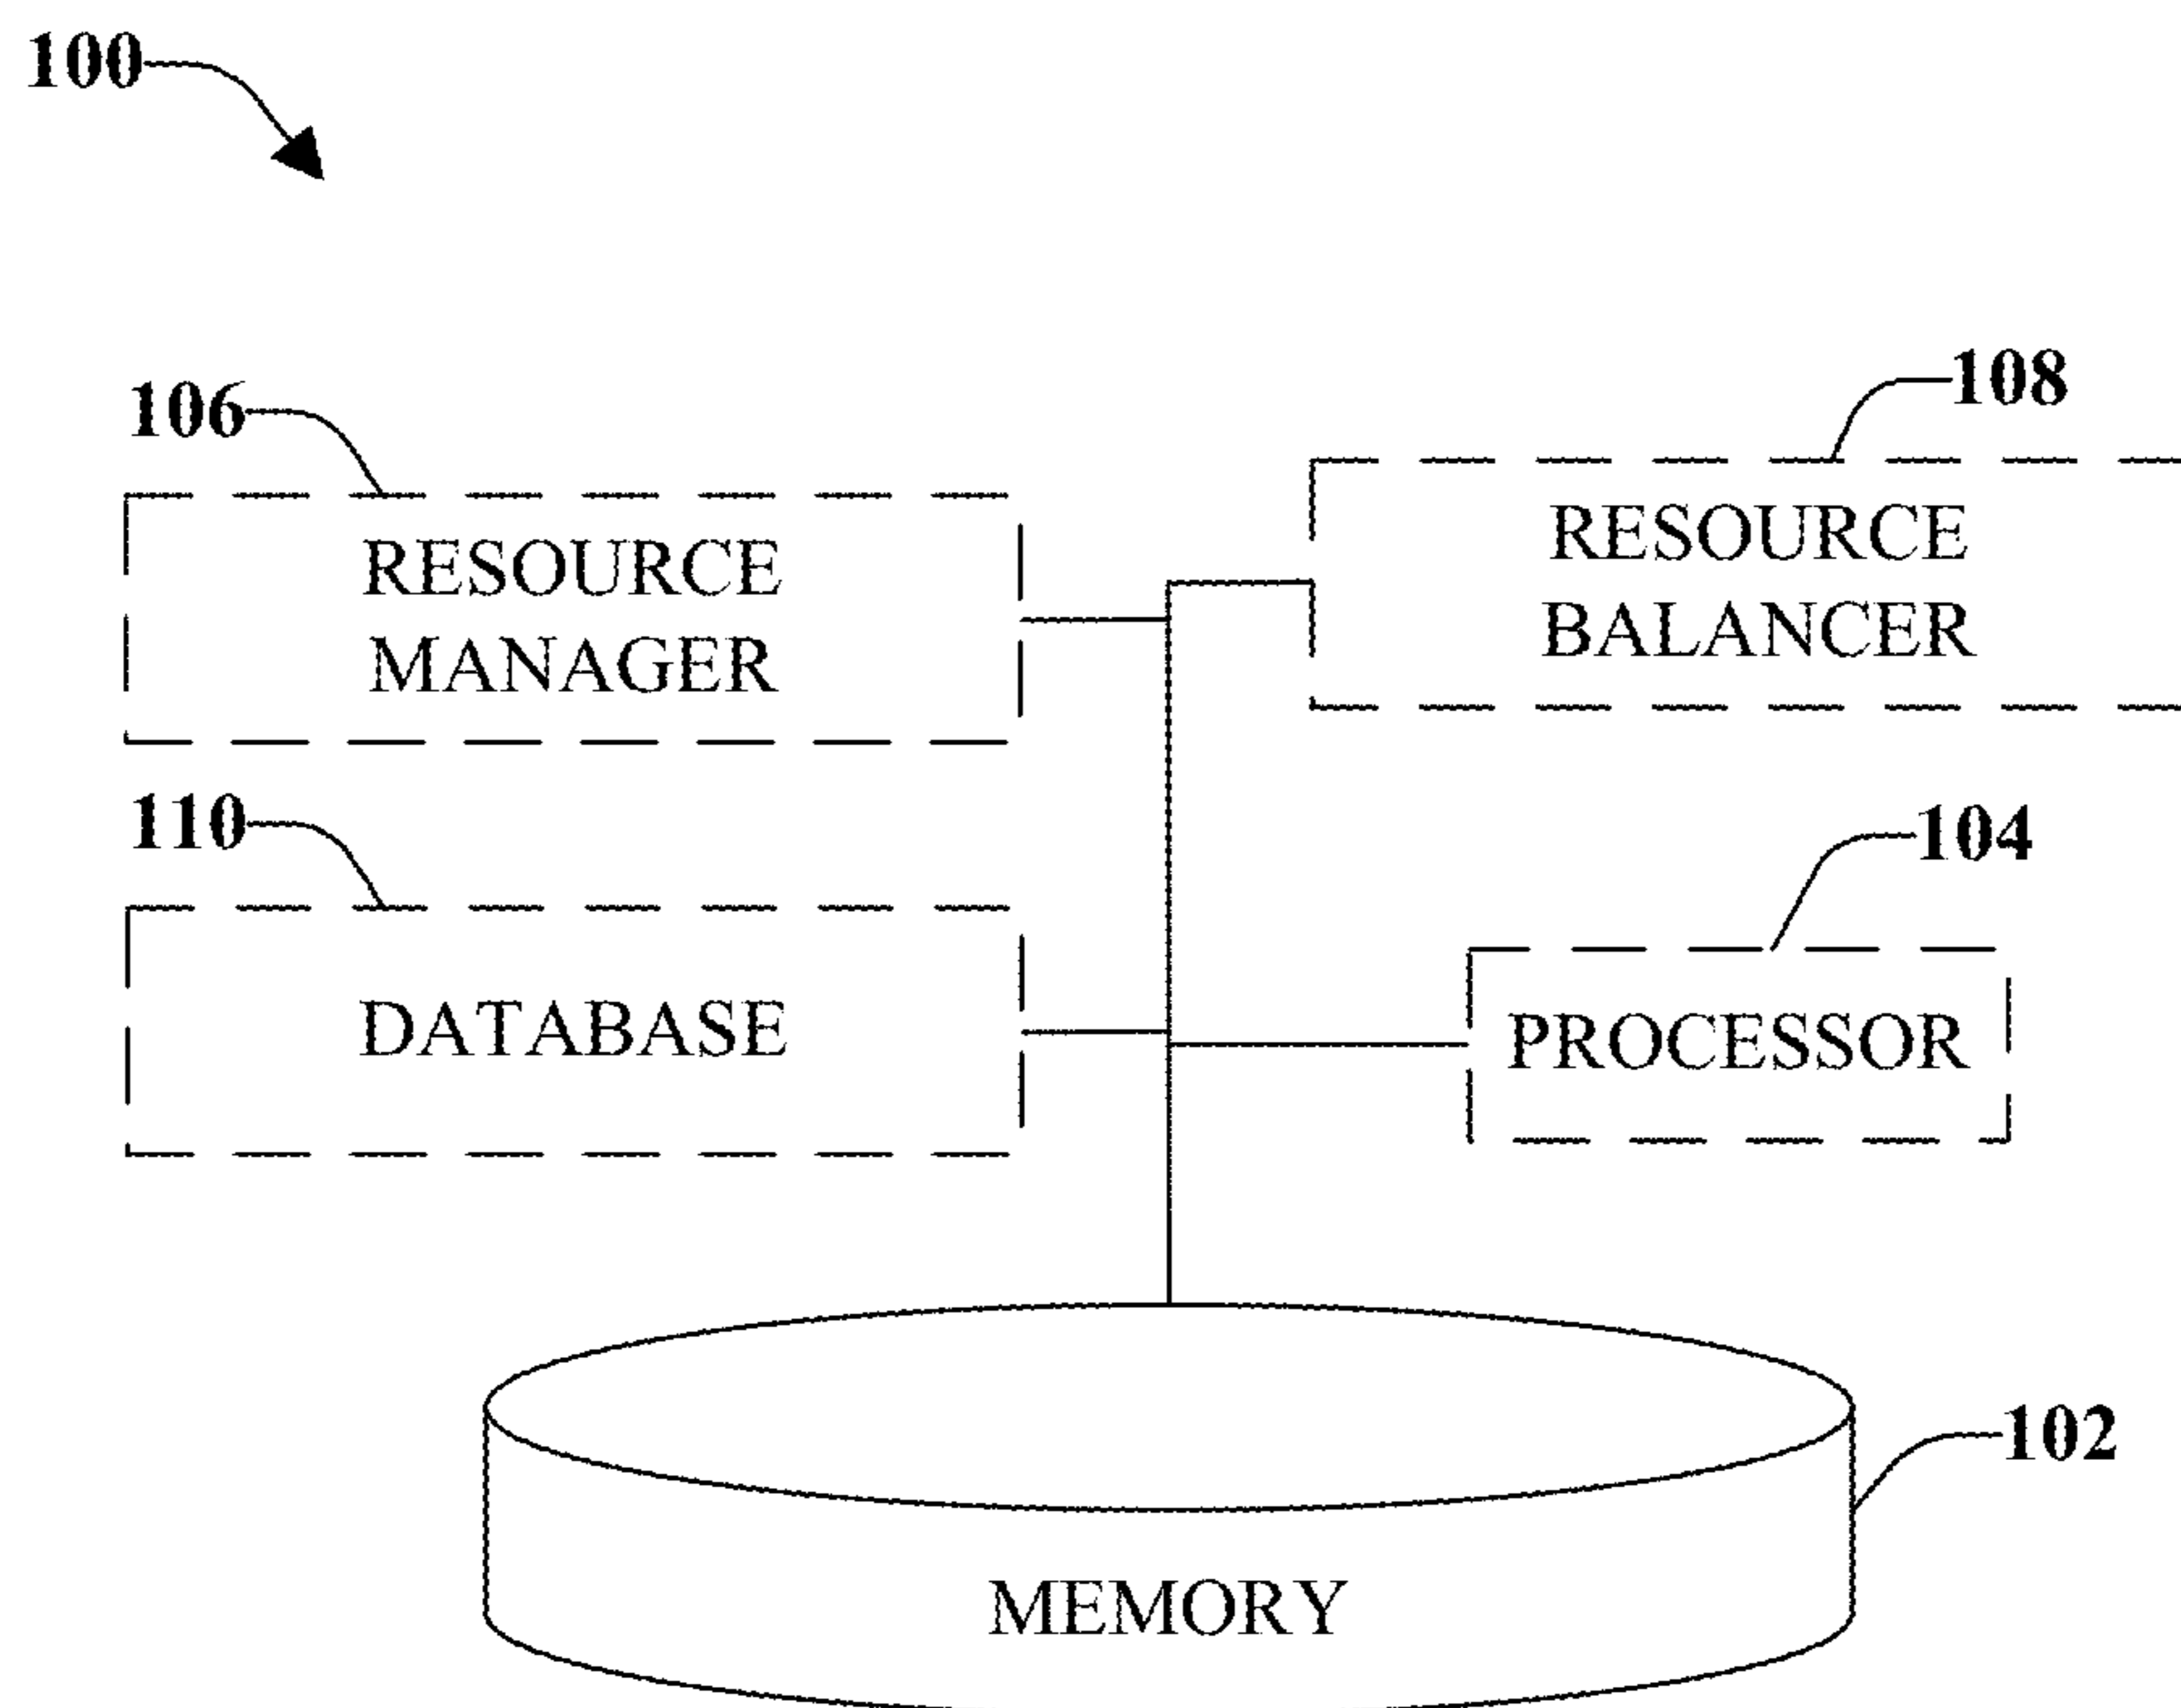 100
106
108
RESOURCE
MANAGER
RESOURCE
BALANCER
110
104
DATABASE
PROCESSOR
102
MEMORY